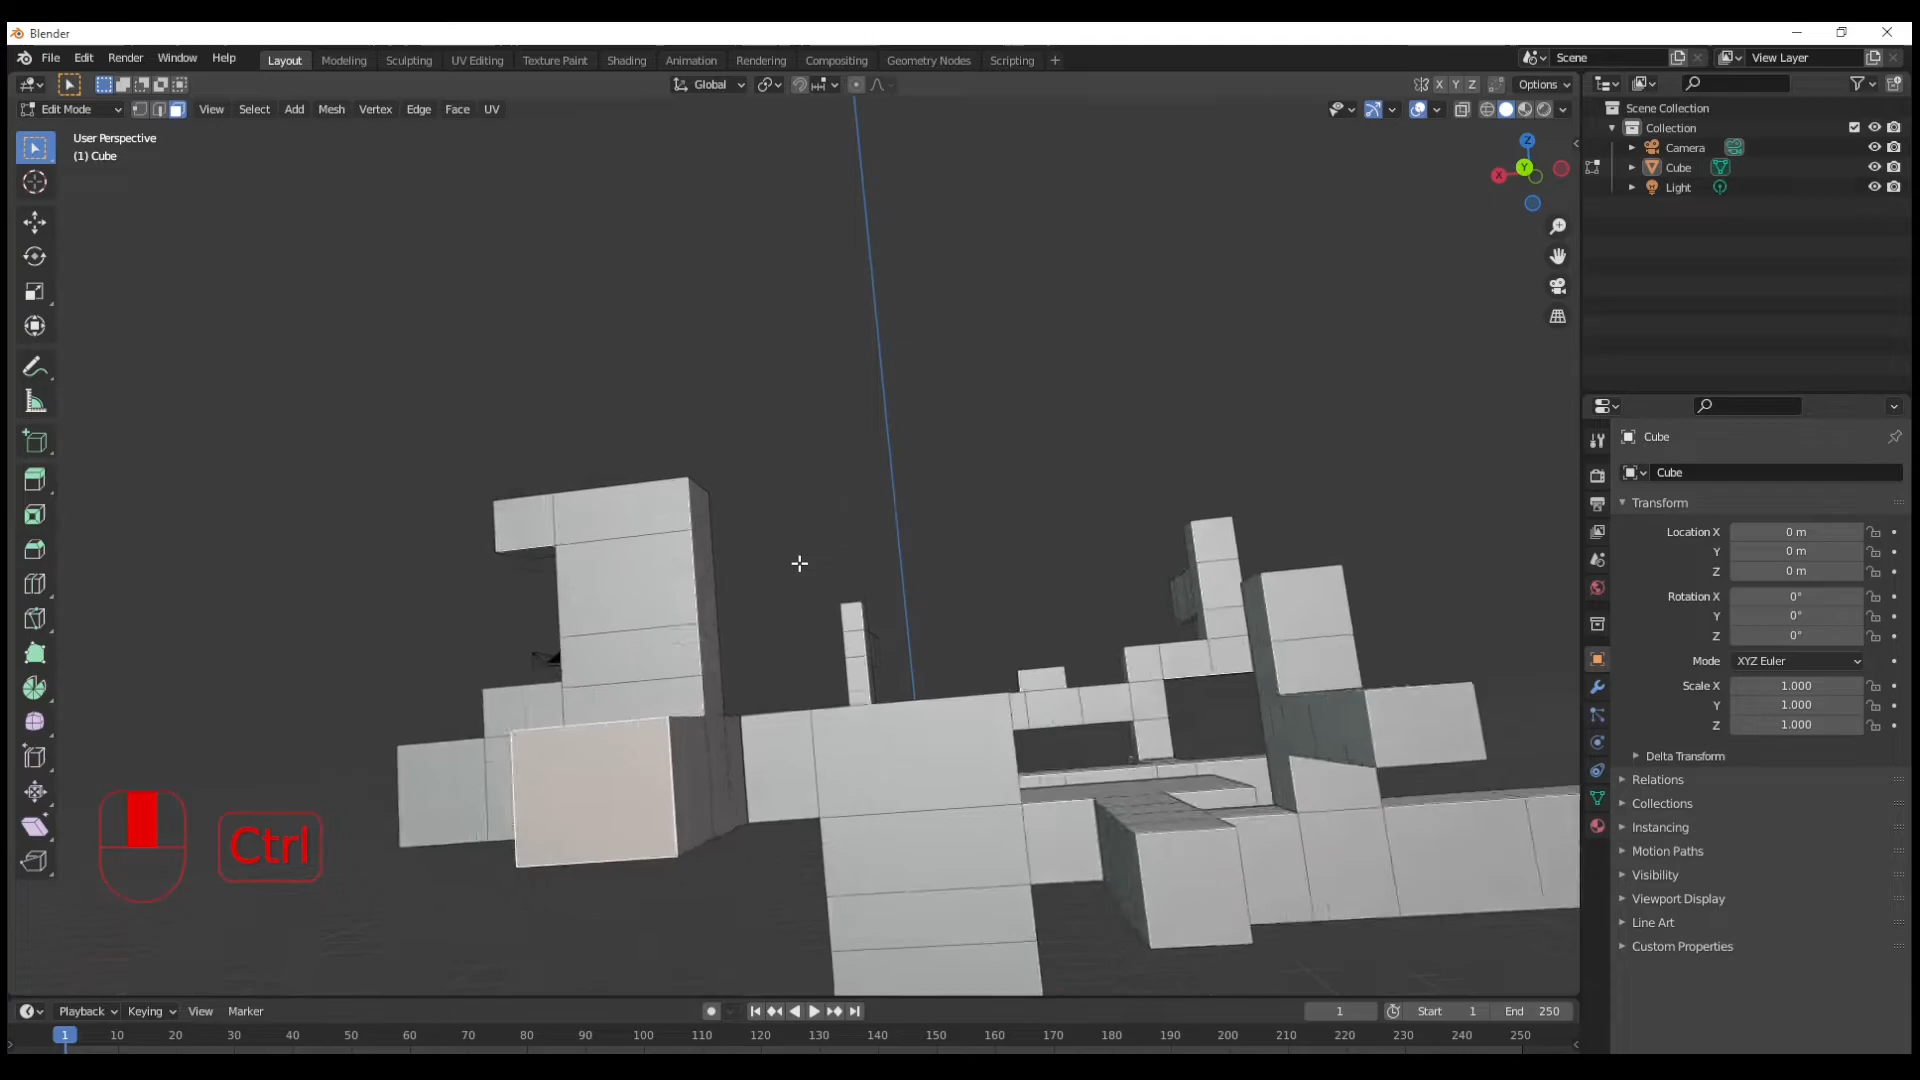 Blender
File Edit Render Window Help Layout Modeling Sculpting UV Editing Texture Paint Shading Animation Rendering Compositing Geometry Nodes Scripting + Scene View Layer
Global X Y Z Options
Edit Mode View Select Add Mesh Vertex Edge Face UV
User Perspective
(1) Cube
Z
Y
X
Scene Collection
Collection
Camera
Cube
Light
Cube
Cube
Transform
Location X 0 m
Y 0 m
Z 0 m
Rotation X 0°
Y 0°
Z 0°
Mode XYZ Euler
Scale X 1.000
Y 1.000
Z 1.000
Delta Transform
Relations
Collections
Instancing
Motion Paths
Visibility
Viewport Display
Line Art
Custom Properties
Ctrl
Playback Keying View Marker 1 Start 1 End 250
1 10 20 30 40 50 60 70 80 90 100 110 120 130 140 150 160 170 180 190 200 210 220 230 240 250